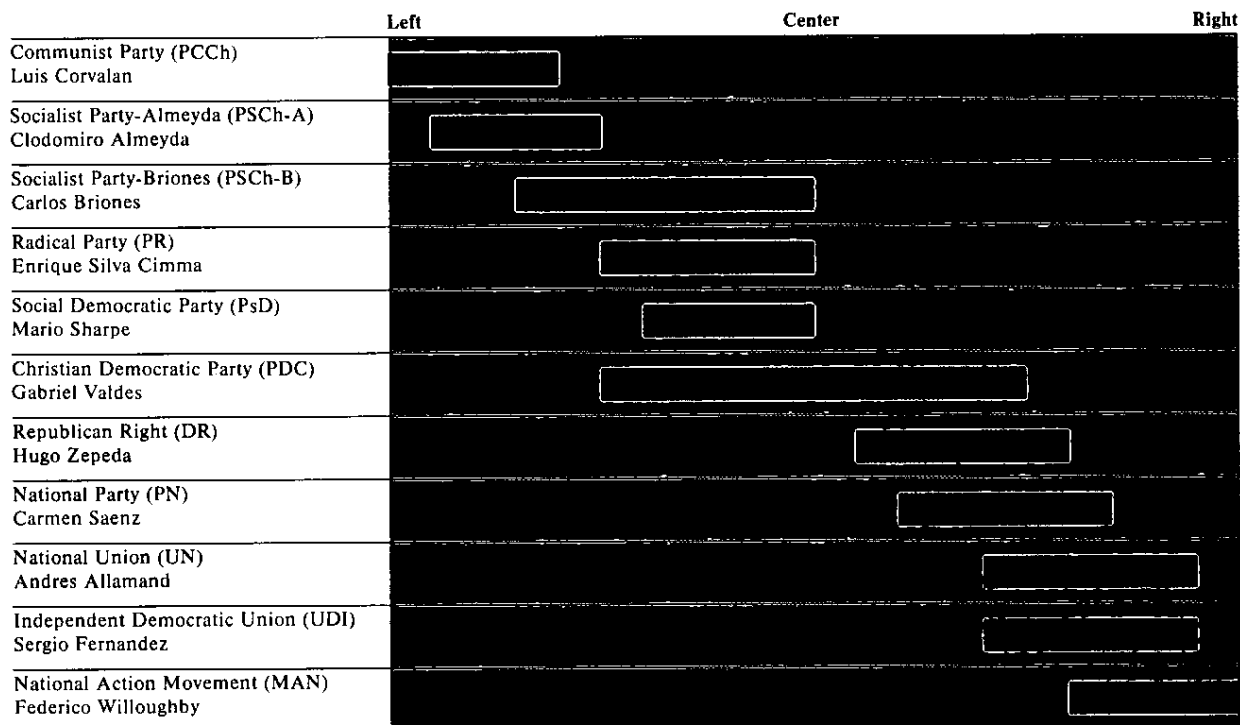 Left Center Right
Communist Party (PCCh)
Luis Corvalan
Socialist Party-Almeyda (PSCh-A)
Clodomiro Almeyda
Socialist Party-Briones (PSCh-B)
Carlos Briones
Radical Party (PR)
Enrique Silva Cimma
Social Democratic Party (PsD)
Mario Sharpe
Christian Democratic Party (PDC)
Gabriel Valdes
Republican Right (DR)
Hugo Zepeda
National Party (PN)
Carmen Saenz
National Union (UN)
Andres Allamand
Independent Democratic Union (UDI)
Sergio Fernandez
National Action Movement (MAN)
Federico Willoughby